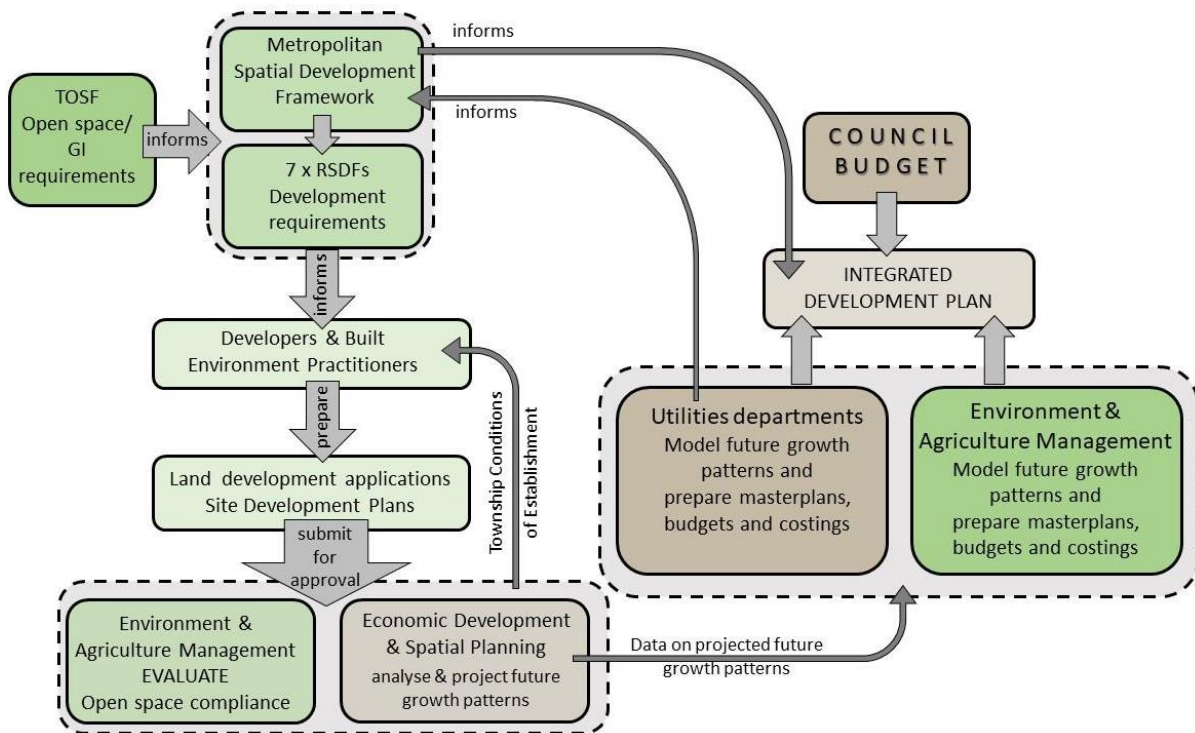 TOSF
Open space/
GI
requirements
informs
Metropolitan
Spatial Development
Framework
7 x RSDFs
Development
requirements
informs
informs
informs
COUNCIL
BUDGET
INTEGRATED
DEVELOPMENT PLAN
Developers & Built
Environment Practitioners
prepare
Land development applications
Site Development Plans
submit
for
approval
Township Conditions
of Establishment
Utilities departments
Model future growth
patterns and
prepare masterplans,
budgets and costings
Environment &
Agriculture Management
Model future growth
patterns and
prepare masterplans,
budgets and costings
Environment &
Agriculture Management
EVALUATE
Open space compliance
Economic Development
& Spatial Planning
analyse & project future
growth patterns
Data on projected future
growth patterns